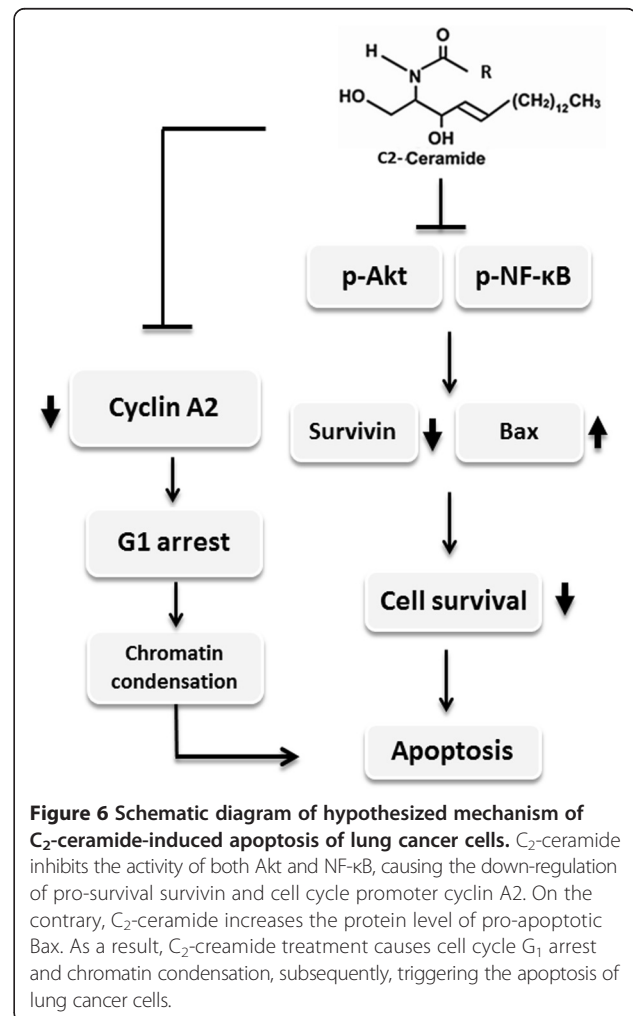 O
H
N
R
HO
(CH2)12CH3
OH
C2-Ceramide
p-Akt p-NF-κB
Cyclin A2
Survivin Bax
G1 arrest
Cell survival
Chromatin
condensation
Apoptosis
Figure 6 Schematic diagram of hypothesized mechanism of
C2-ceramide-induced apoptosis of lung cancer cells. C2-ceramide
inhibits the activity of both Akt and NF-κB, causing the down-regulation
of pro-survival survivin and cell cycle promoter cyclin A2. On the
contrary, C2-ceramide increases the protein level of pro-apoptotic
Bax. As a result, C2-creamide treatment causes cell cycle G1 arrest
and chromatin condensation, subsequently, triggering the apoptosis of
lung cancer cells.